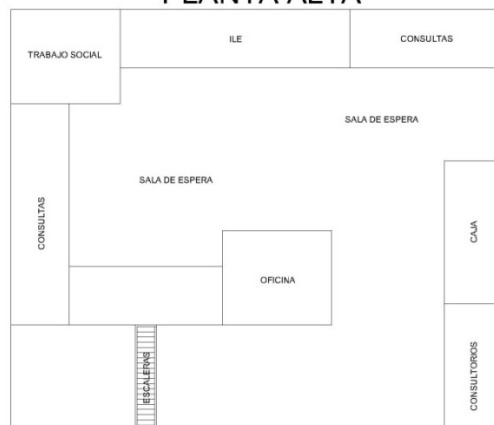 PLANTA ALTA
TRABAJO SOCIAL
ILE
CONSULTAS
SALA DE ESPERA
SALA DE ESPERA
CONSULTAS
CAJA
OFICINA
ESCALERAS
CONSULTORIOS